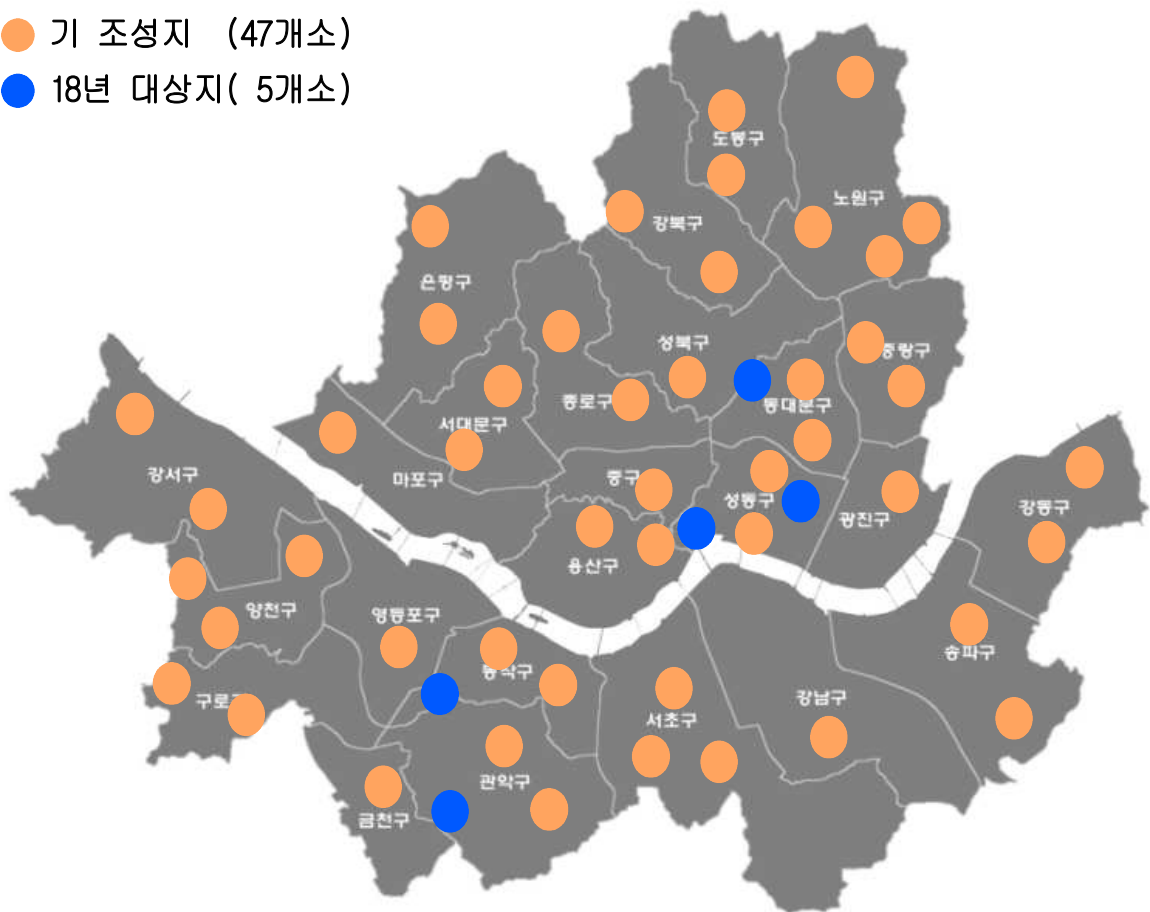 기 조성지 (47개소)
18년 대상지( 5개소)
도봉구
노원구
강북구
은평구
성북구
중랑구
종로구
동대문구
서대문구
강서구
마포구
중구
성동구
강동구
광진구
용산구
양천구
영등포구
송파구
동작구
구로구
강남구
서초구
관악구
금천구